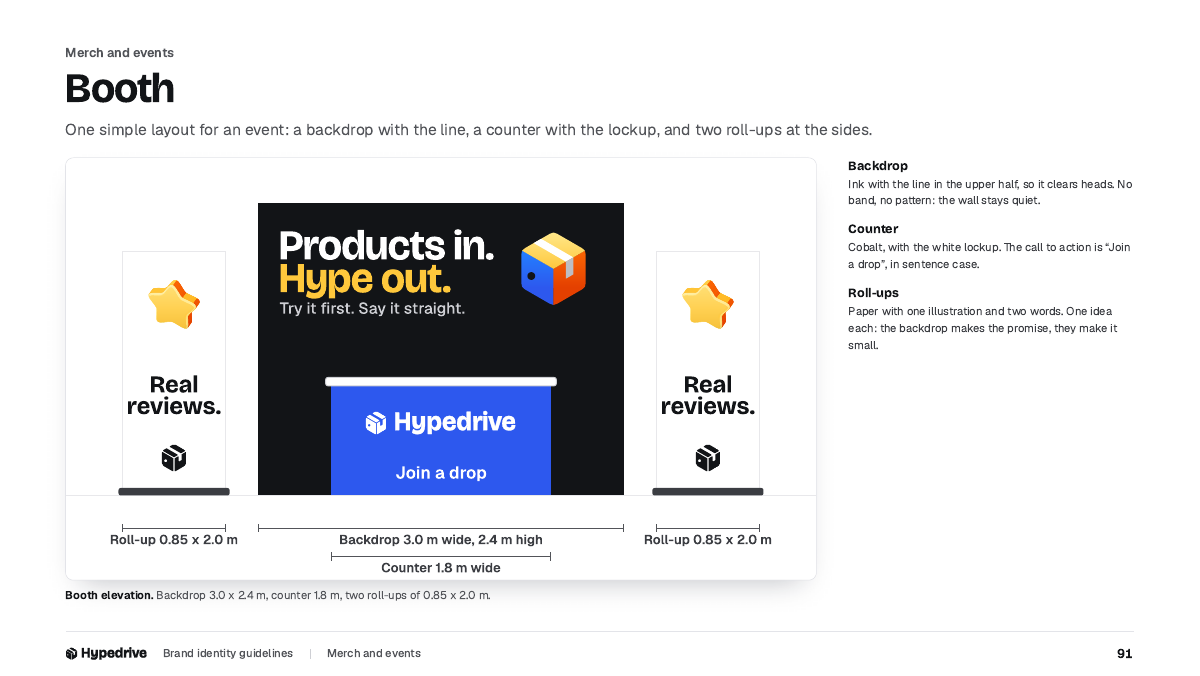 Merch and events
Booth
One simple layout for an event: a backdrop with the line, a counter with the lockup, and two roll-ups at the sides.
Products in.
Hype out.
Try it first. Say it straight.
Real
reviews.
Hypedrive
Join a drop
Real
reviews.
Roll-up 0.85 x 2.0 m
Backdrop 3.0 m wide, 2.4 m high
Roll-up 0.85 x 2.0 m
Counter 1.8 m wide
Booth elevation. Backdrop 3.0 x 2.4 m, counter 1.8 m, two roll-ups of 0.85 x 2.0 m.
Backdrop
Ink with the line in the upper half, so it clears heads. No
band, no pattern: the wall stays quiet.
Counter
Cobalt, with the white lockup. The call to action is “Join
a drop”, in sentence case.
Roll-ups
Paper with one illustration and two words. One idea
each: the backdrop makes the promise, they make it
small.
Hypedrive Brand identity guidelines Merch and events 91